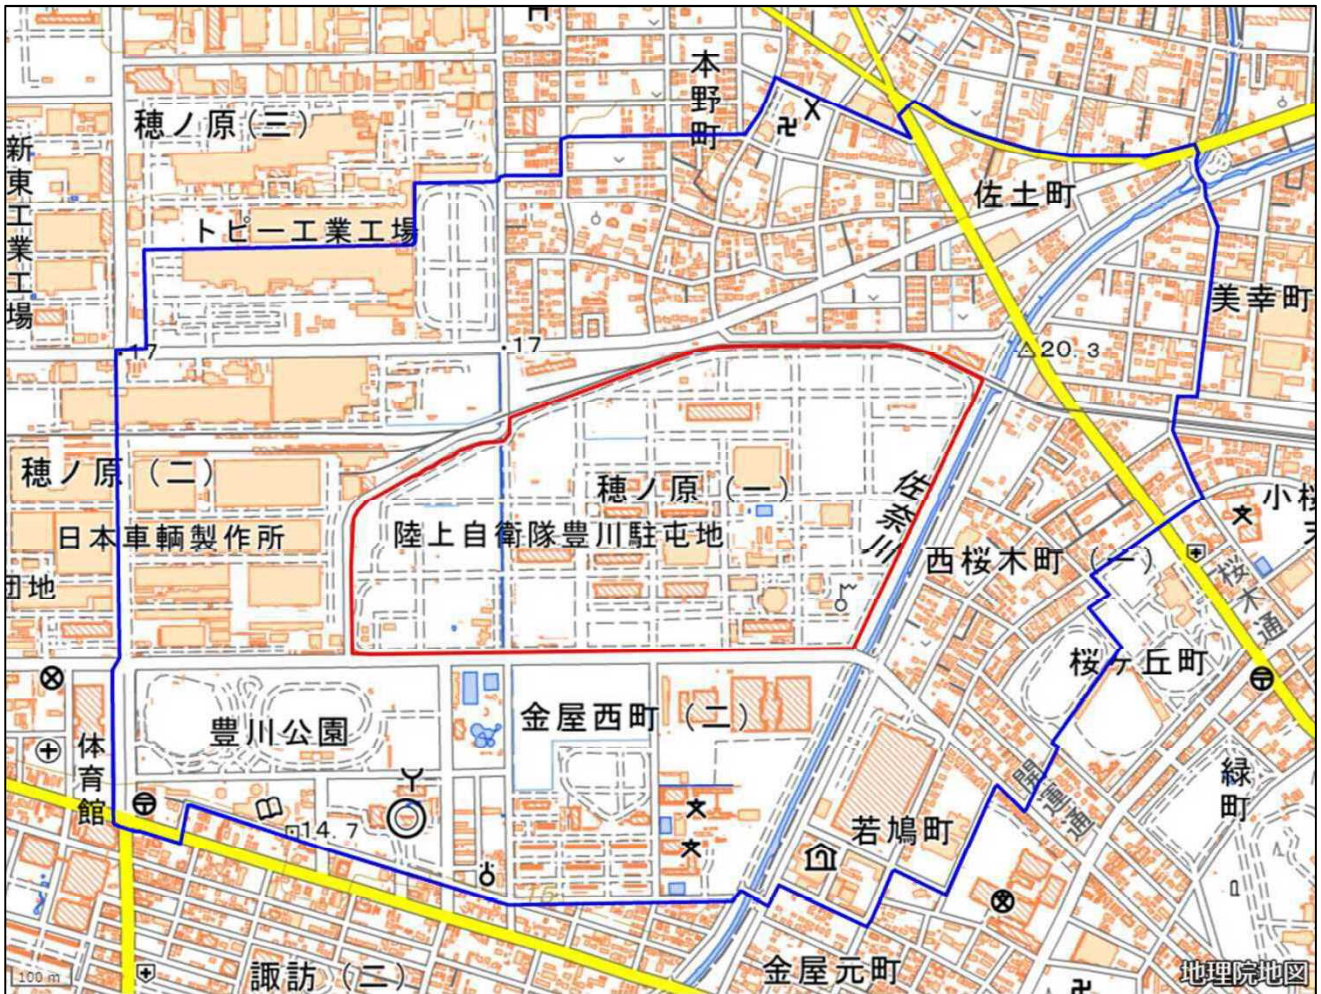 本野町
穂ノ原(三)
新東工業工場
佐土町
トピー工業工場
美幸町
17
17
20.3
穂ノ原(二)
穂ノ原(一)
佐奈川
日本車輌製作所
陸上自衛隊豊川駐屯地
西桜木町(一)
団地
桜木通
桜ケ丘町
豊川公園
金屋西町(二)
体育館
開運通
緑町
14.7
若鳩町
15
諏訪(二)
金屋元町
100 m
地理院地図